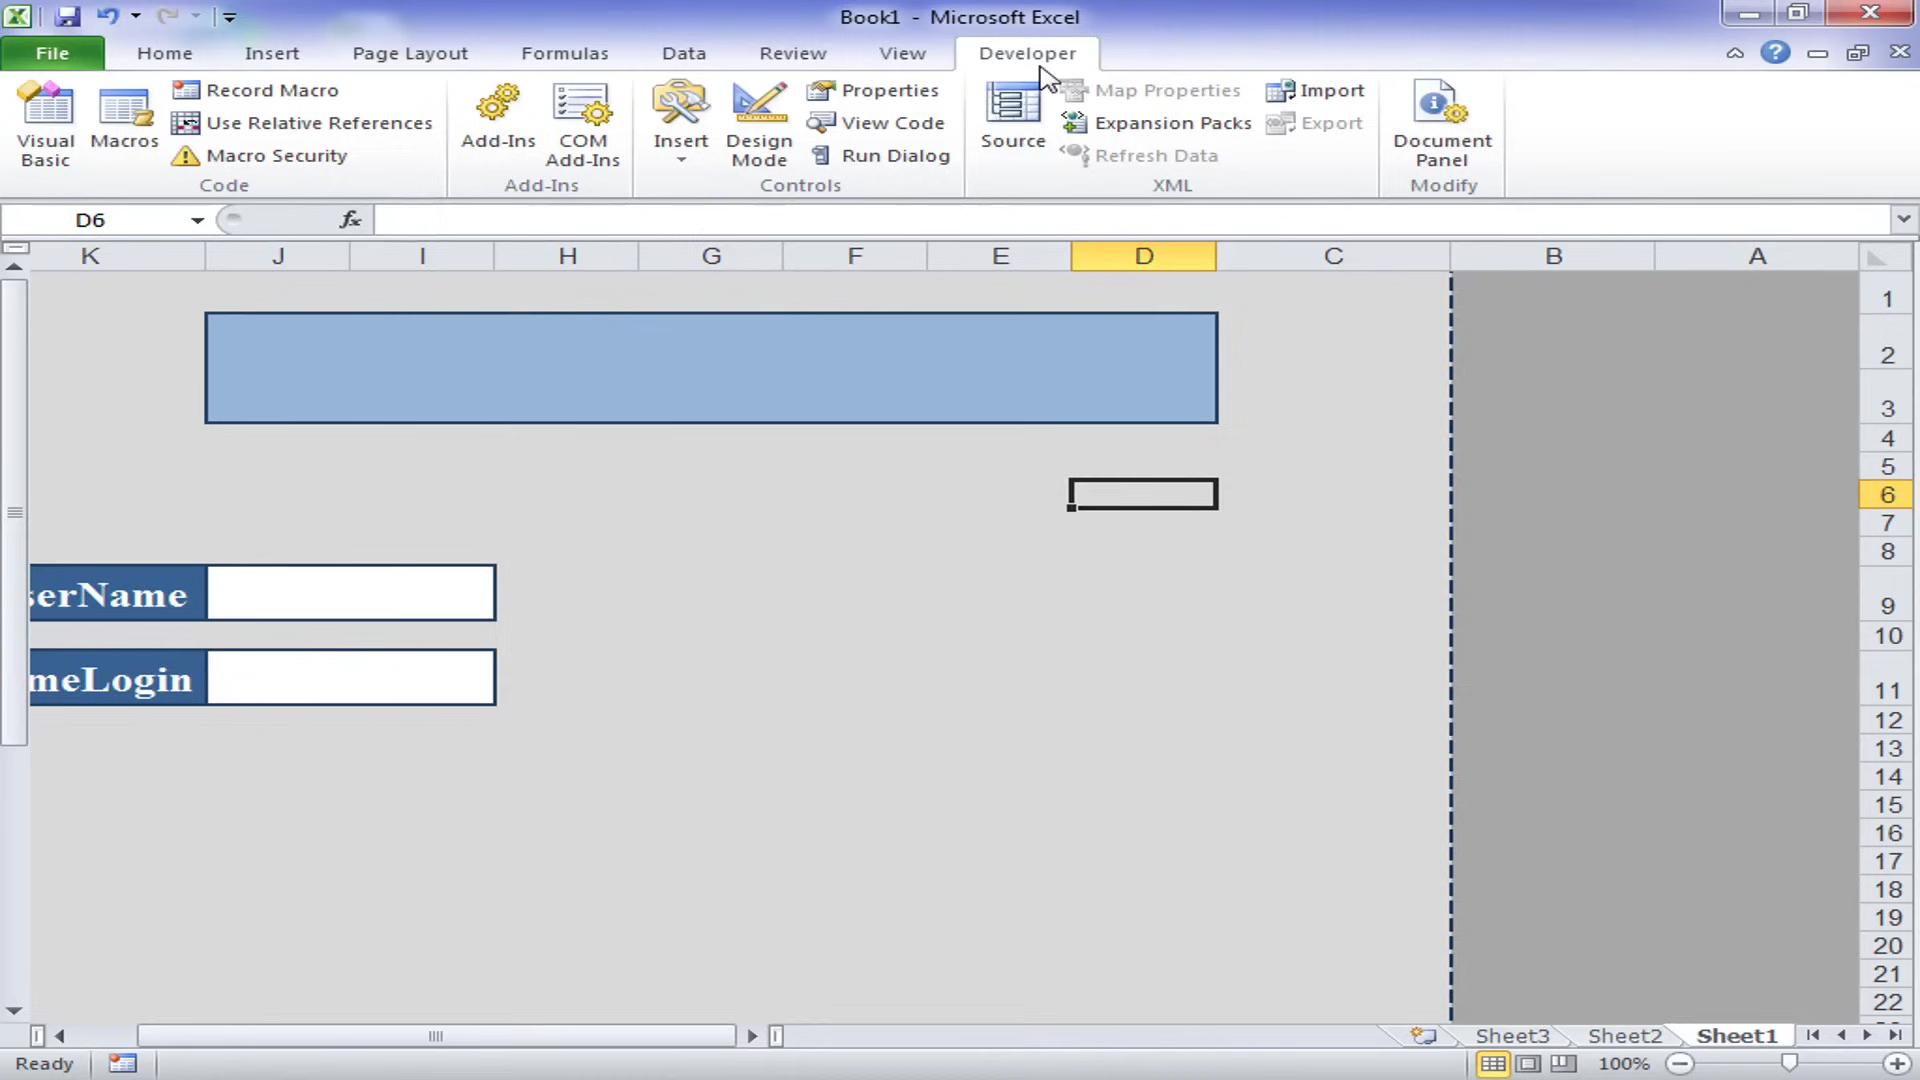 Book1 - Microsoft Excel
File Home Insert Page Layout Formulas Data Review View Developer
Visual Basic
Macros
Record Macro
Use Relative References
Macro Security
Code
Add-Ins
COM Add-Ins
Add-Ins
Insert
Design Mode
Properties
View Code
Run Dialog
Controls
Source
Map Properties
Expansion Packs
Refresh Data
Import
Export
XML
Document Panel
Modify
D6 fx
K J I H G F E D C B A
1
2
3
4
5
6
7
8
serName 9
10
meLogin 11
12
13
14
15
16
17
18
19
20
21
22
Sheet3 Sheet2 Sheet1
Ready 100%